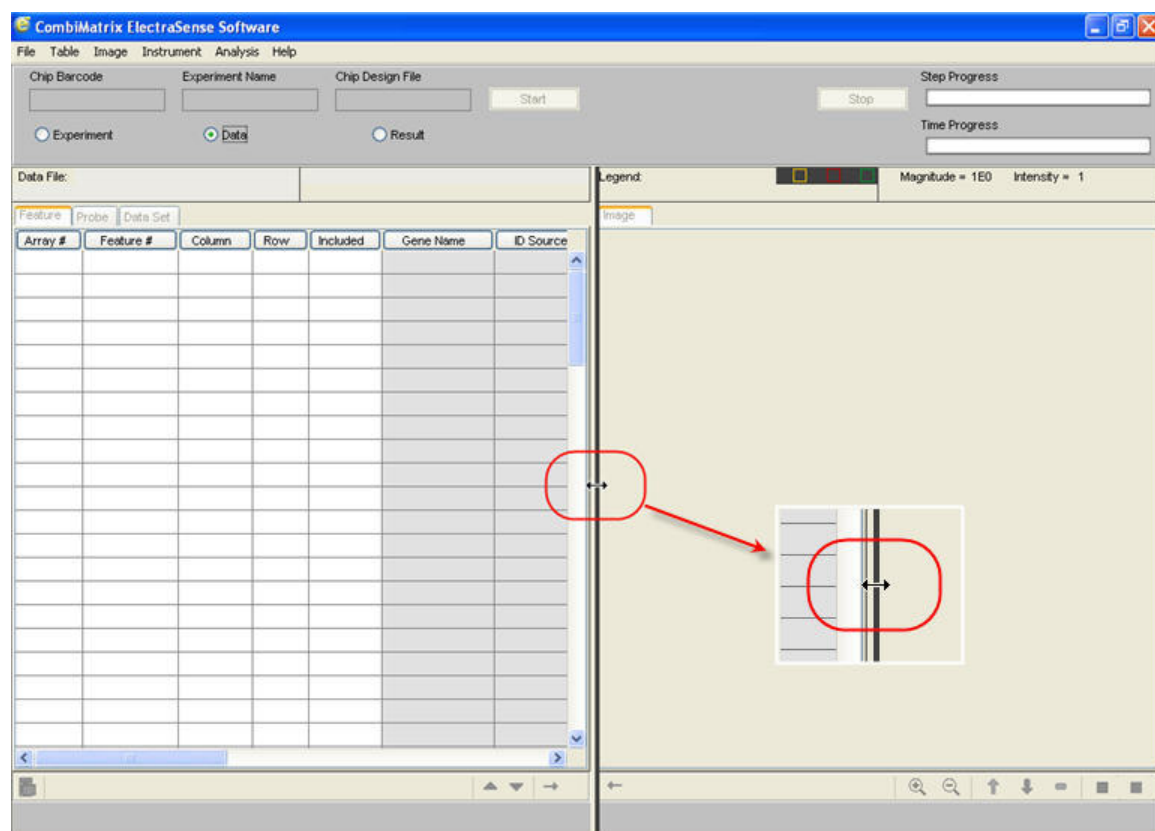 CombiMatrix ElectraSense Software
File Table Image Instrument Analysis Help
Chip Barcode Experiment Name Chip Design File Step Progress
Start Stop
Time Progress
Experiment Data Result
Data File: Legend: Magnitude = 1E0 Intensity = 1
Feature Probe Data Set Image
Array # Feature # Column Row Included Gene Name ID Source